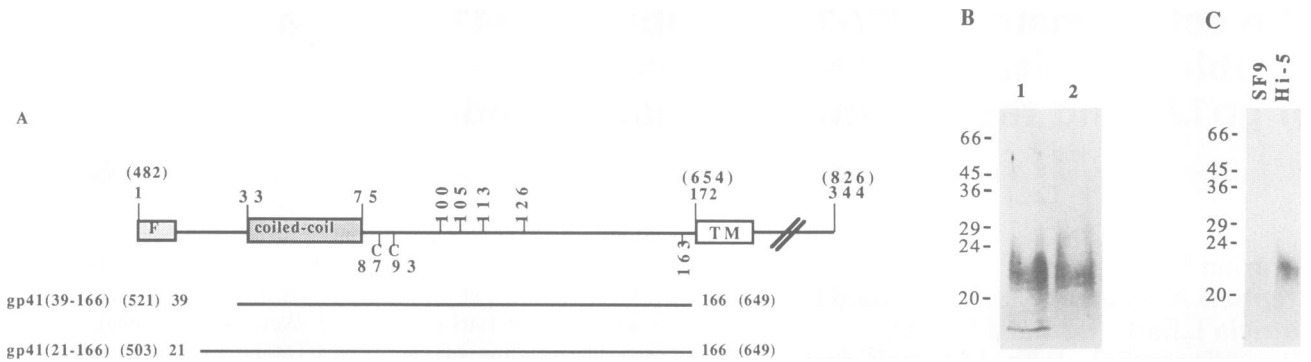 A
(482)
1
33
75
100
105
113
126
(654)
172
(826)
344
F
coiled-coil
TM
C
C
87
93
163
gp41(39-166) (521) 39
166 (649)
gp41(21-166) (503) 21
166 (649)
B
1 2
66-
45-
36-
29-
24-
20-
C
SF9
Hi-5
66-
45-
36-
29-
24-
20-